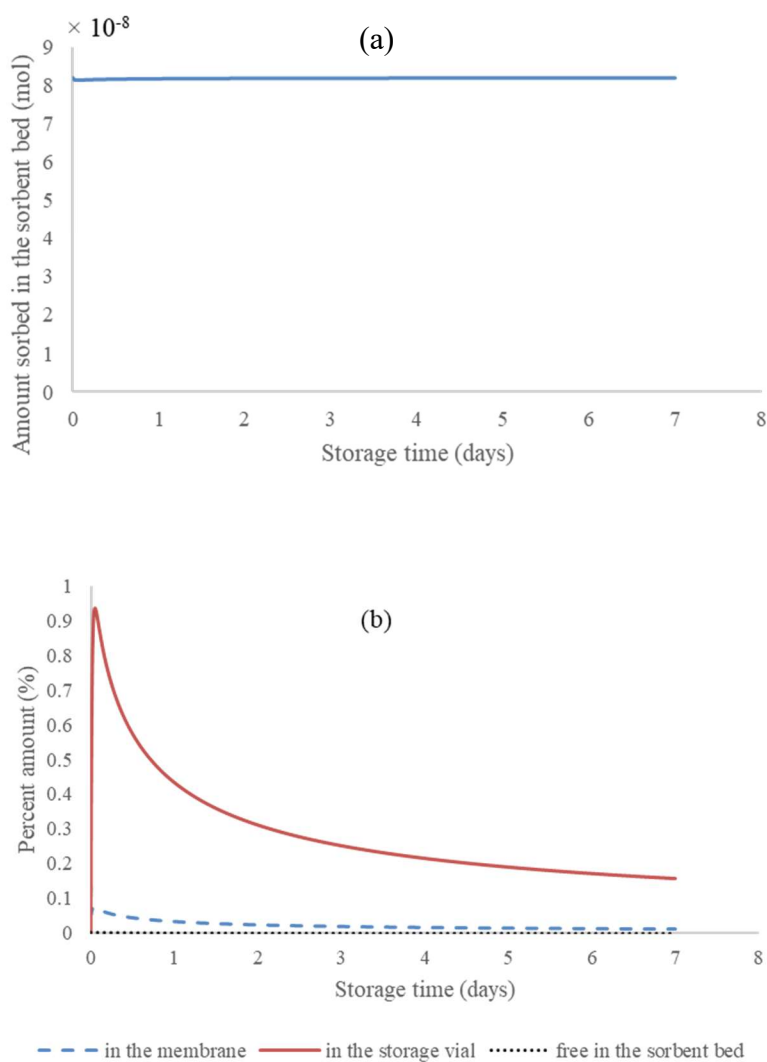 × 10-8
(a)
Amount sorbed in the sorbent bed (mol)
9
8
7
6
5
4
3
2
1
0
0 1 2 3 4 5 6 7 8
Storage time (days)
(b)
Percent amount (%)
1
0.9
0.8
0.7
0.6
0.5
0.4
0.3
0.2
0.1
0
0 1 2 3 4 5 6 7 8
Storage time (days)
in the membrane in the storage vial free in the sorbent bed